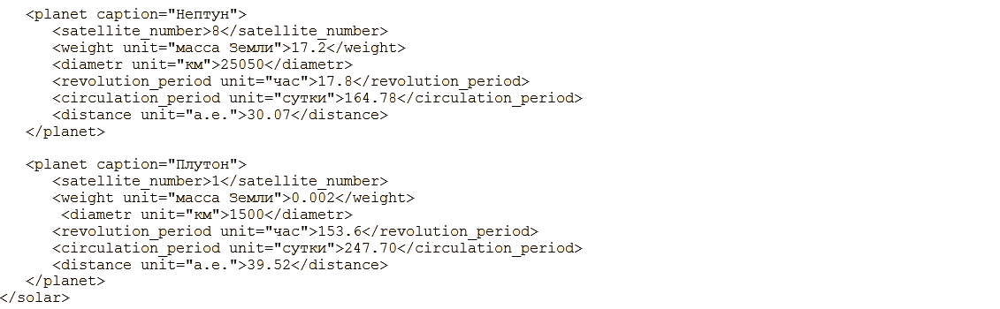 <planet caption="Нептун">
<satellite_number>8</satellite_number>
<weight unit="масса Земли">17.2</weight>
<diametr unit="км">25050</diametr>
<revolution_period unit="час">17.8</revolution_period>
<circulation_period unit="сутки">164.78</circulation_period>
<distance unit="a.e.">30.07</distance>
</planet>
<planet caption="Плутон">
<satellite_number>1</satellite_number>
<weight unit="масса Земли">0.002</weight>
<diametr unit="км">1500</diametr>
<revolution_period unit="час">153.6</revolution_period>
<circulation_period unit="сутки">247.70</circulation_period>
<distance unit="a.e.">39.52</distance>
</planet>
</solar>